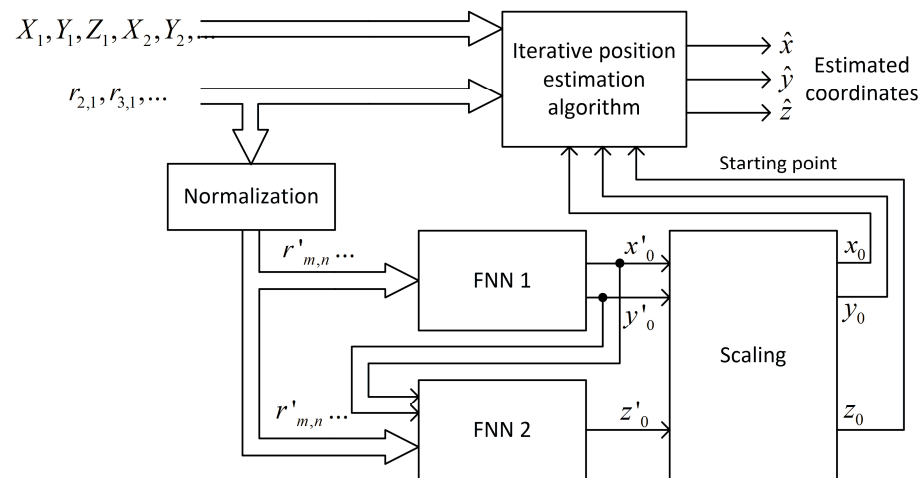 X₁, Y₁, Z₁, X₂, Y₂, ...
r₂,₁, r₃,₁, ...
Iterative position
estimation
algorithm
x̂
ŷ
ẑ
Estimated
coordinates
Starting point
Normalization
r'ₘ,ₙ ...
FNN 1
x'₀
y'₀
x₀
y₀
Scaling
r'ₘ,ₙ ...
FNN 2
z'₀
z₀